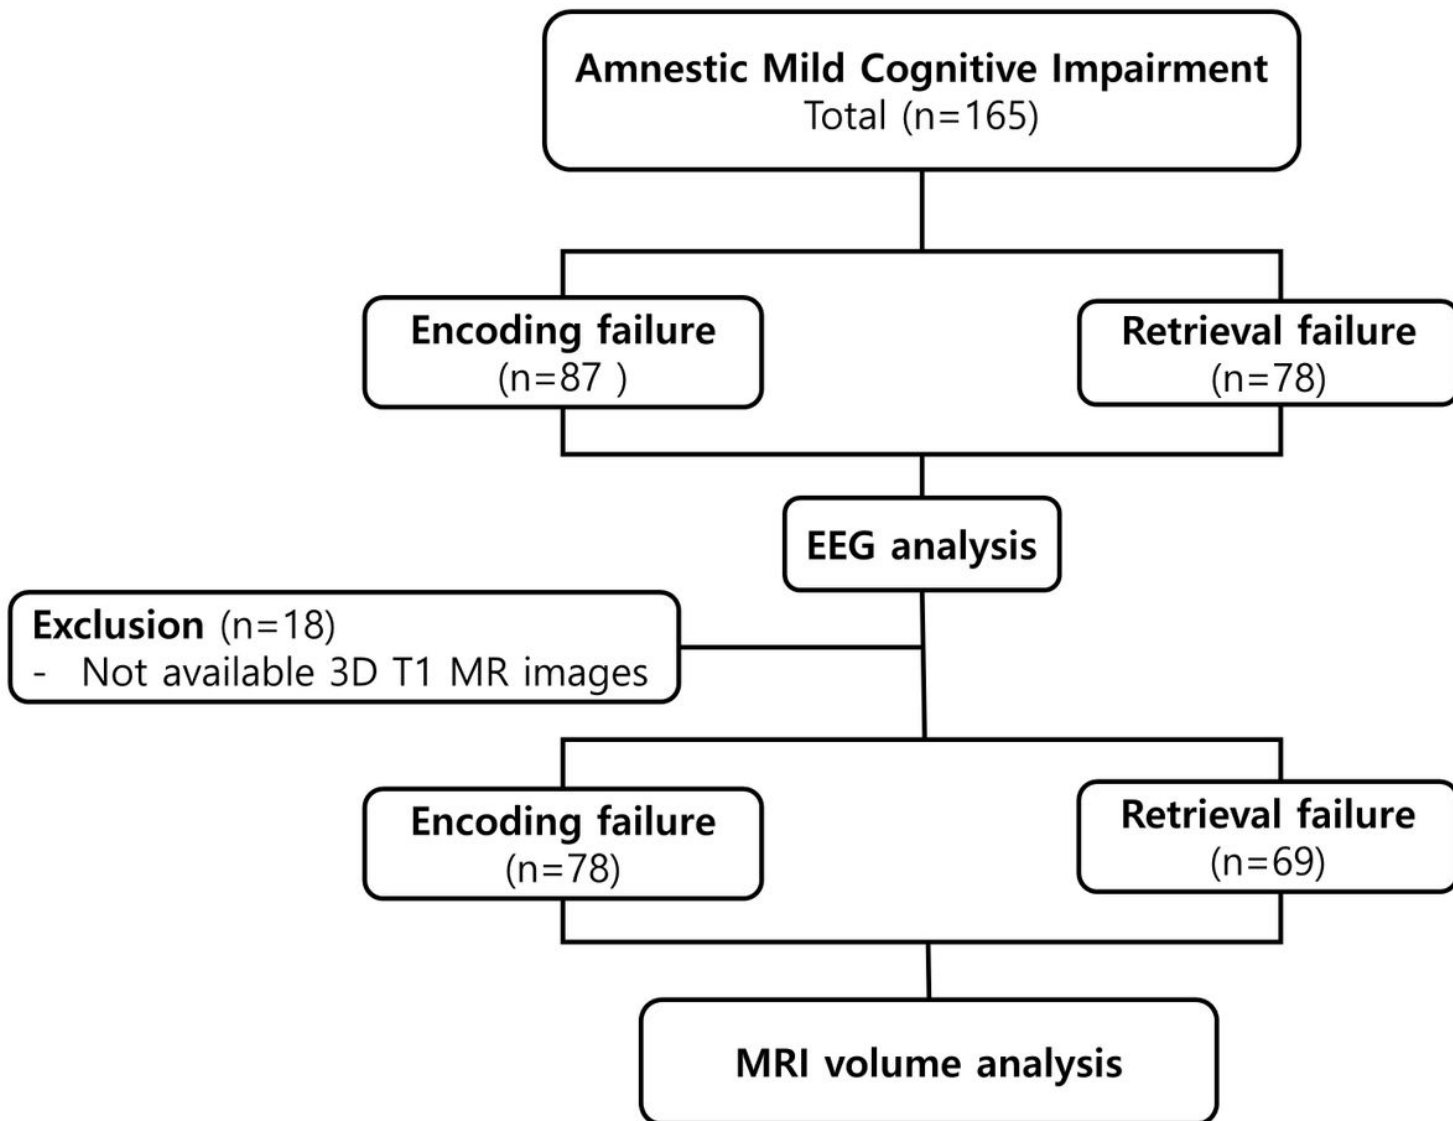 Amnestic Mild Cognitive Impairment
Total (n=165)
Encoding failure
(n=87 )
Retrieval failure
(n=78)
EEG analysis
Exclusion (n=18)
- Not available 3D T1 MR images
Encoding failure
(n=78)
Retrieval failure
(n=69)
MRI volume analysis